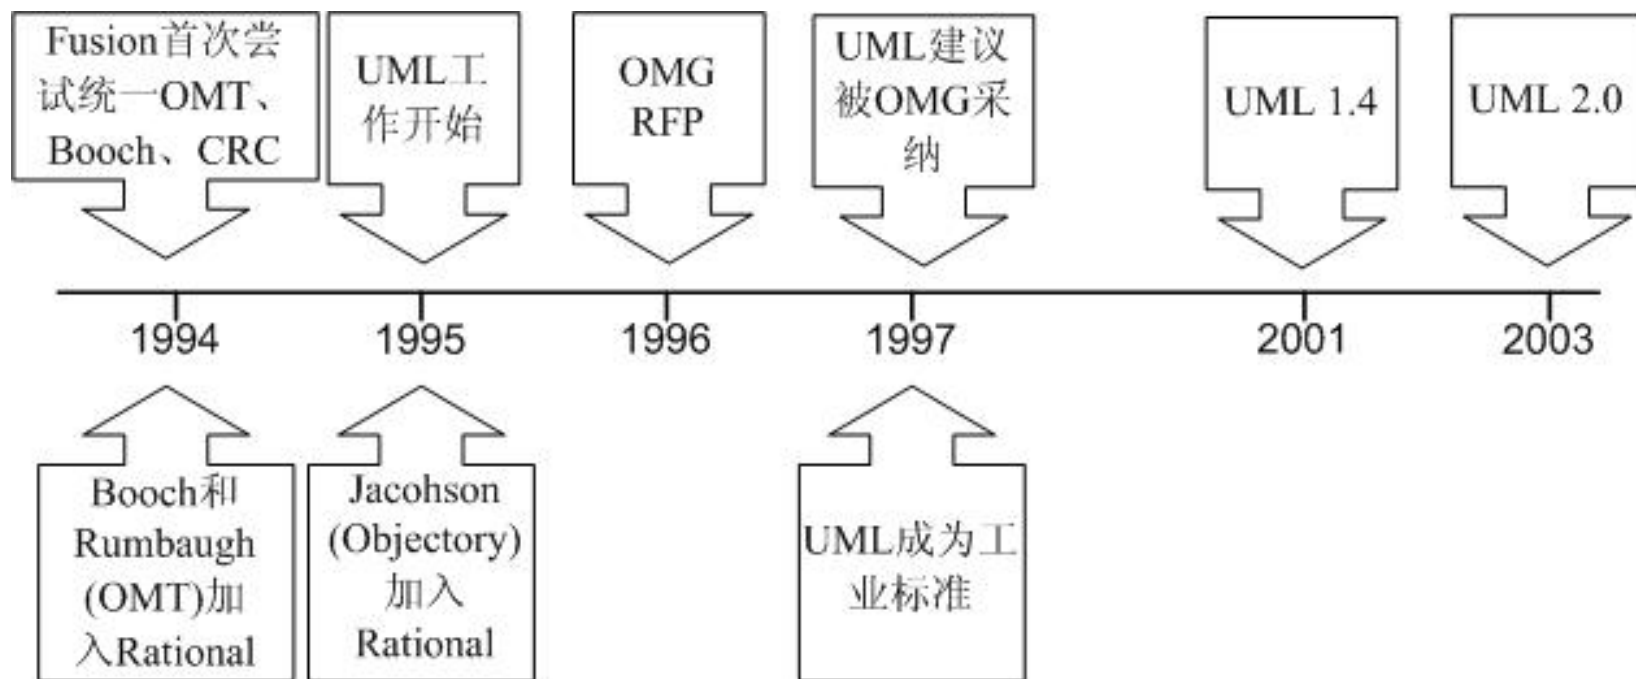 Fusion首次尝
试统一OMT、
Booch、CRC
UML工
作开始
OMG
RFP
UML建议
被OMG采
纳
UML 1.4
UML 2.0
1994
1995
1996
1997
2001
2003
Booch和
Rumbaugh
(OMT)加
入Rational
Jacohson
(Objectory)
加入
Rational
UML成为工
业标准